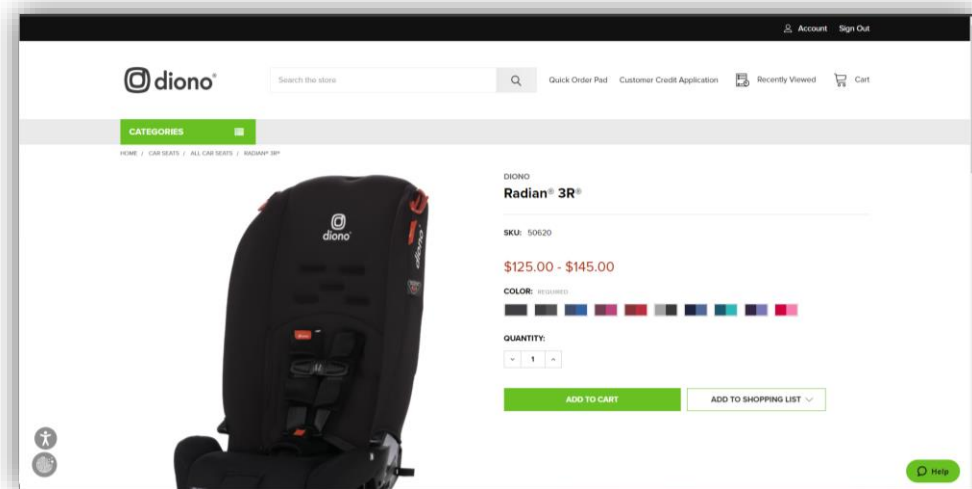 Account Sign Out
diono®
Search the store
Quick Order Pad Customer Credit Application Recently Viewed Cart
CATEGORIES
HOME / CAR SEATS / ALL CAR SEATS / RADIAN® 3R®
DIONO
Radian® 3R®
SKU: 50620
$125.00 - $145.00
COLOR: REQUIRED
QUANTITY:
1
ADD TO CART ADD TO SHOPPING LIST
diono
diono
diono
Help